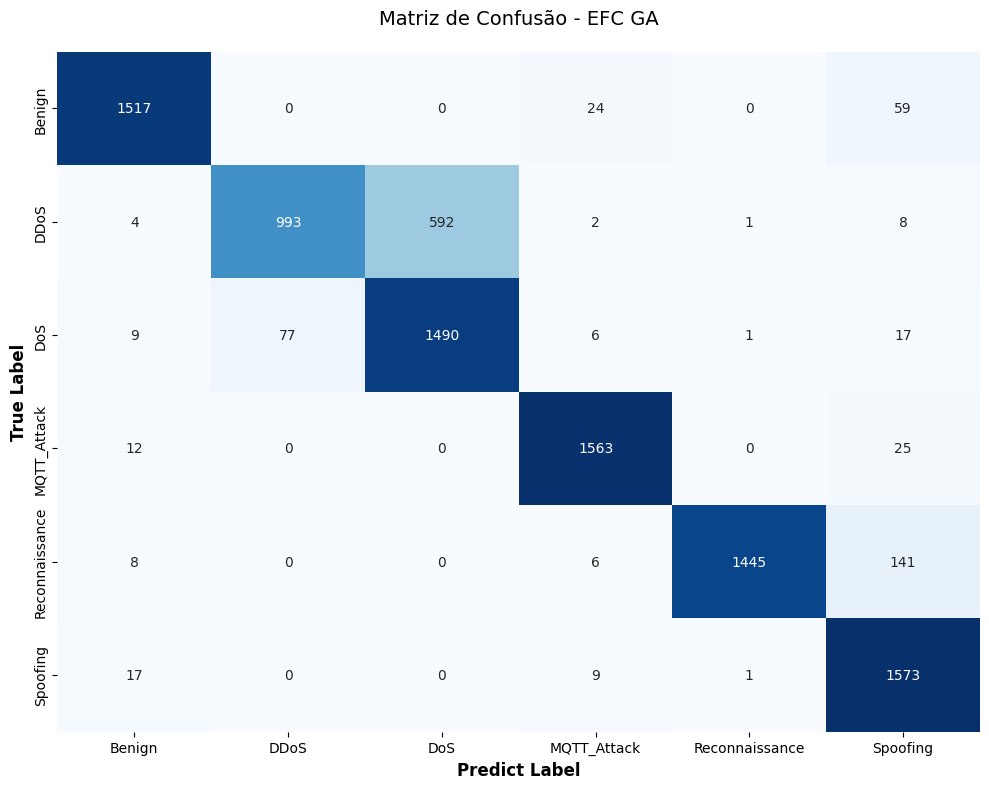 Matriz de Confusão - EFC GA
True Label
Benign 1517 0 0 24 0 59
DDoS 4 993 592 2 1 8
DoS 9 77 1490 6 1 17
MQTT_Attack 12 0 0 1563 0 25
Reconnaissance 8 0 0 6 1445 141
Spoofing 17 0 0 9 1 1573
Benign DDoS DoS MQTT_Attack Reconnaissance Spoofing
Predict Label